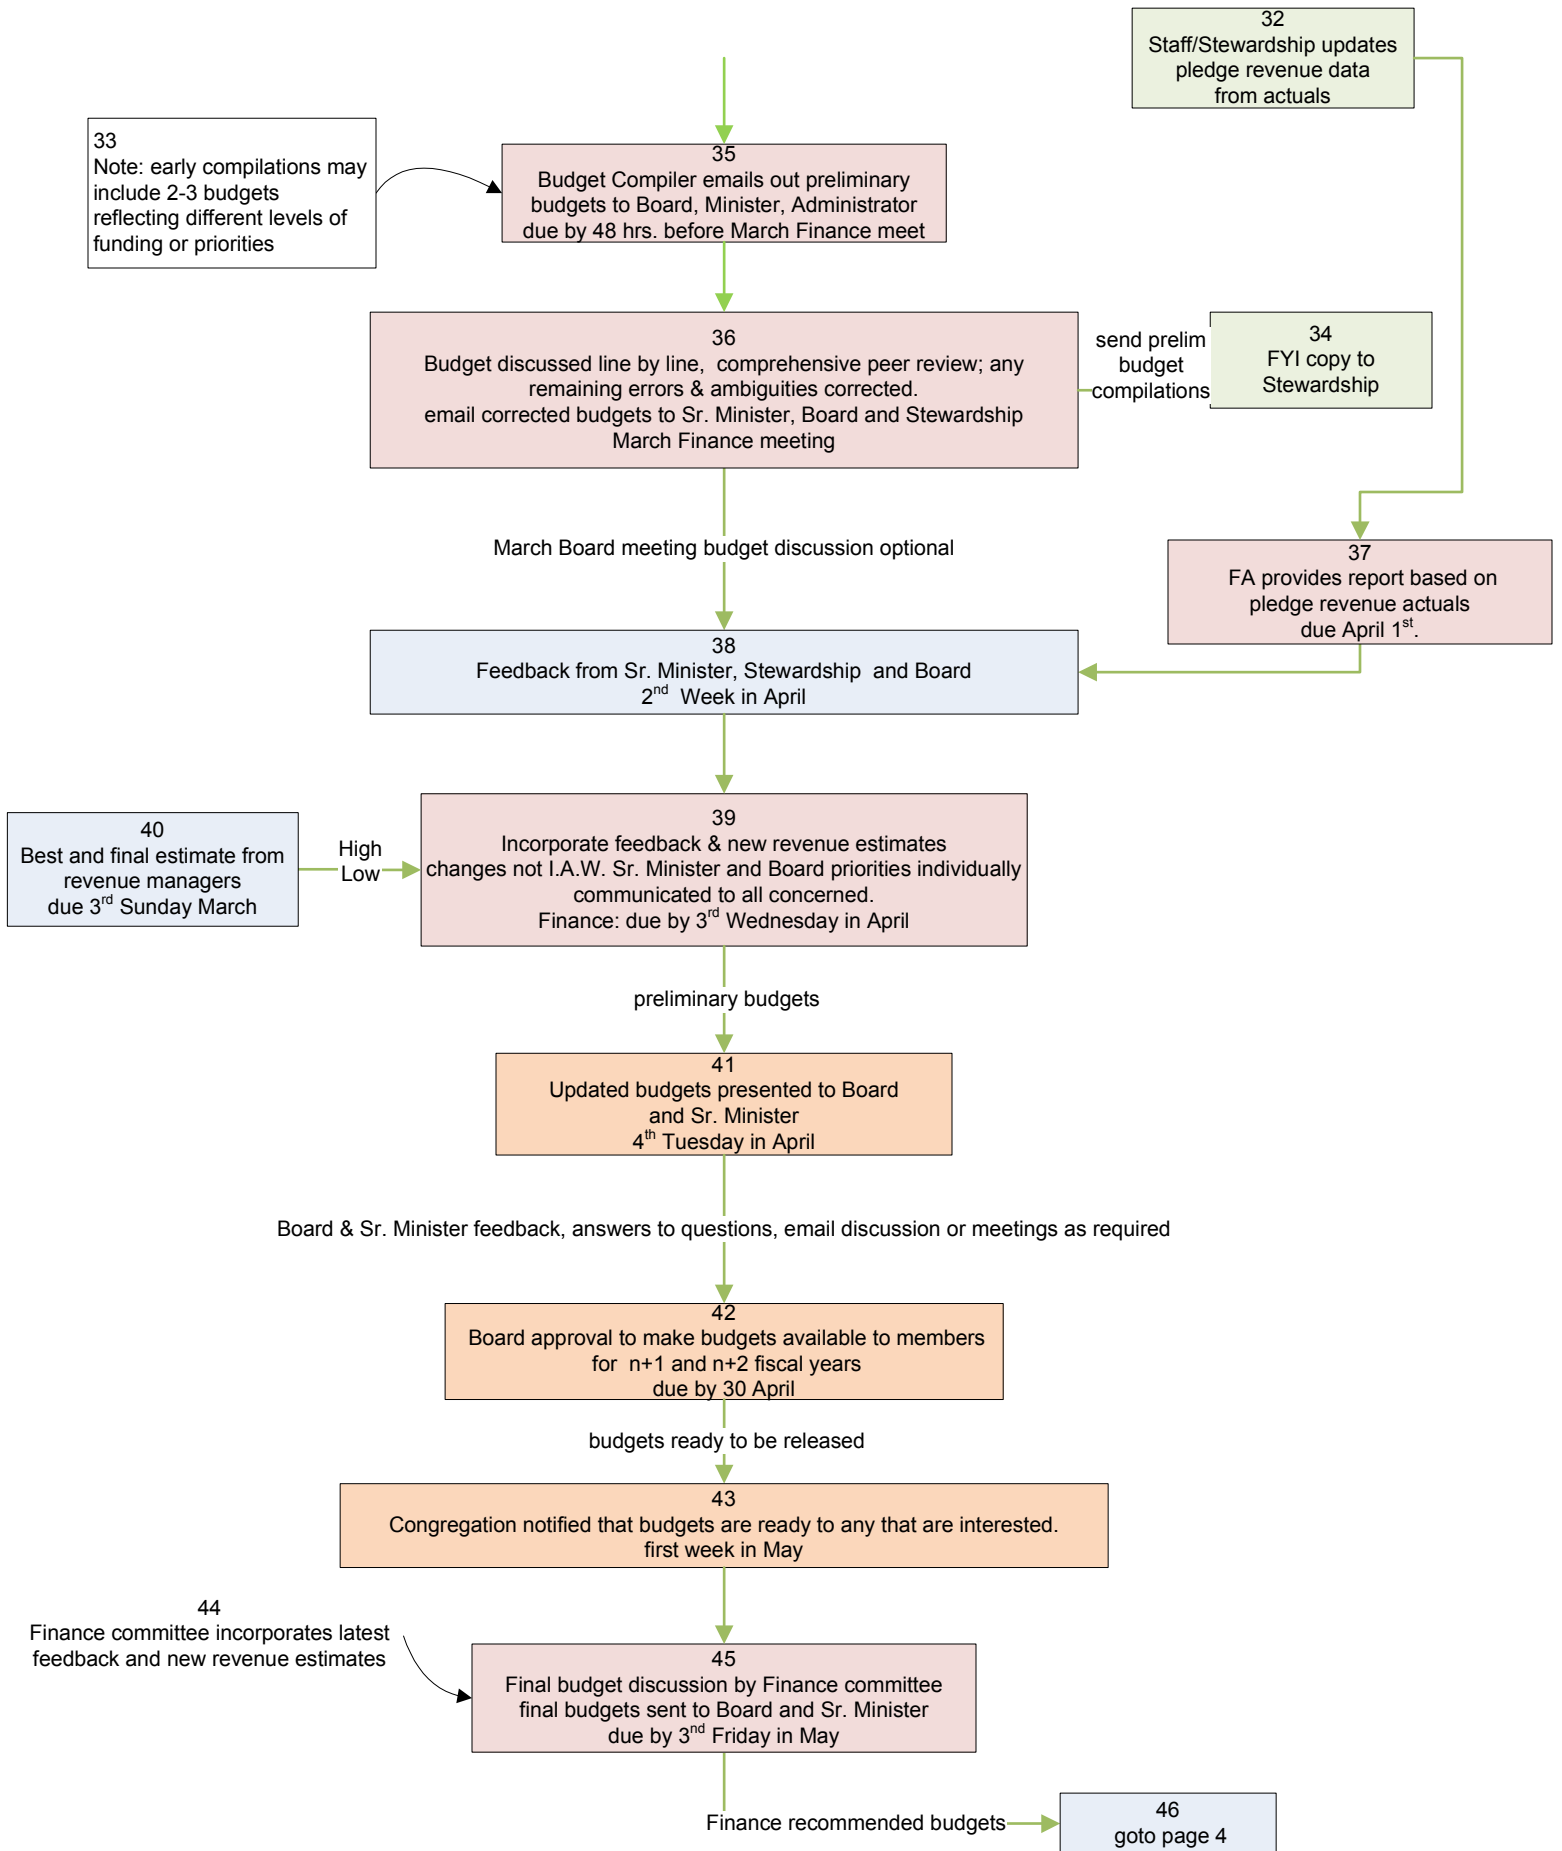 32
Staff/Stewardship updates
pledge revenue data
from actuals
33
Note: early compilations may
include 2-3 budgets
reflecting different levels of
funding or priorities
35
Budget Compiler emails out preliminary
budgets to Board, Minister, Administrator
due by 48 hrs. before March Finance meet
36
Budget discussed line by line,  comprehensive peer review; any
remaining errors & ambiguities corrected.
email corrected budgets to Sr. Minister, Board and Stewardship
March Finance meeting
send prelim
budget
compilations
34
FYI copy to
Stewardship
March Board meeting budget discussion optional
37
FA provides report based on
pledge revenue actuals
due April 1st.
38
Feedback from Sr. Minister, Stewardship  and Board
2nd  Week in April
40
Best and final estimate from
revenue managers
due 3rd Sunday March
High
Low
39
Incorporate feedback & new revenue estimates
changes not I.A.W. Sr. Minister and Board priorities individually
communicated to all concerned.
Finance: due by 3rd Wednesday in April
preliminary budgets
41
Updated budgets presented to Board
and Sr. Minister
4th Tuesday in April
Board & Sr. Minister feedback, answers to questions, email discussion or meetings as required
42
Board approval to make budgets available to members
for  n+1 and n+2 fiscal years
due by 30 April
budgets ready to be released
43
Congregation notified that budgets are ready to any that are interested.
first week in May
44
Finance committee incorporates latest
feedback and new revenue estimates
45
Final budget discussion by Finance committee
final budgets sent to Board and Sr. Minister
due by 3nd Friday in May
Finance recommended budgets
46
goto page 4